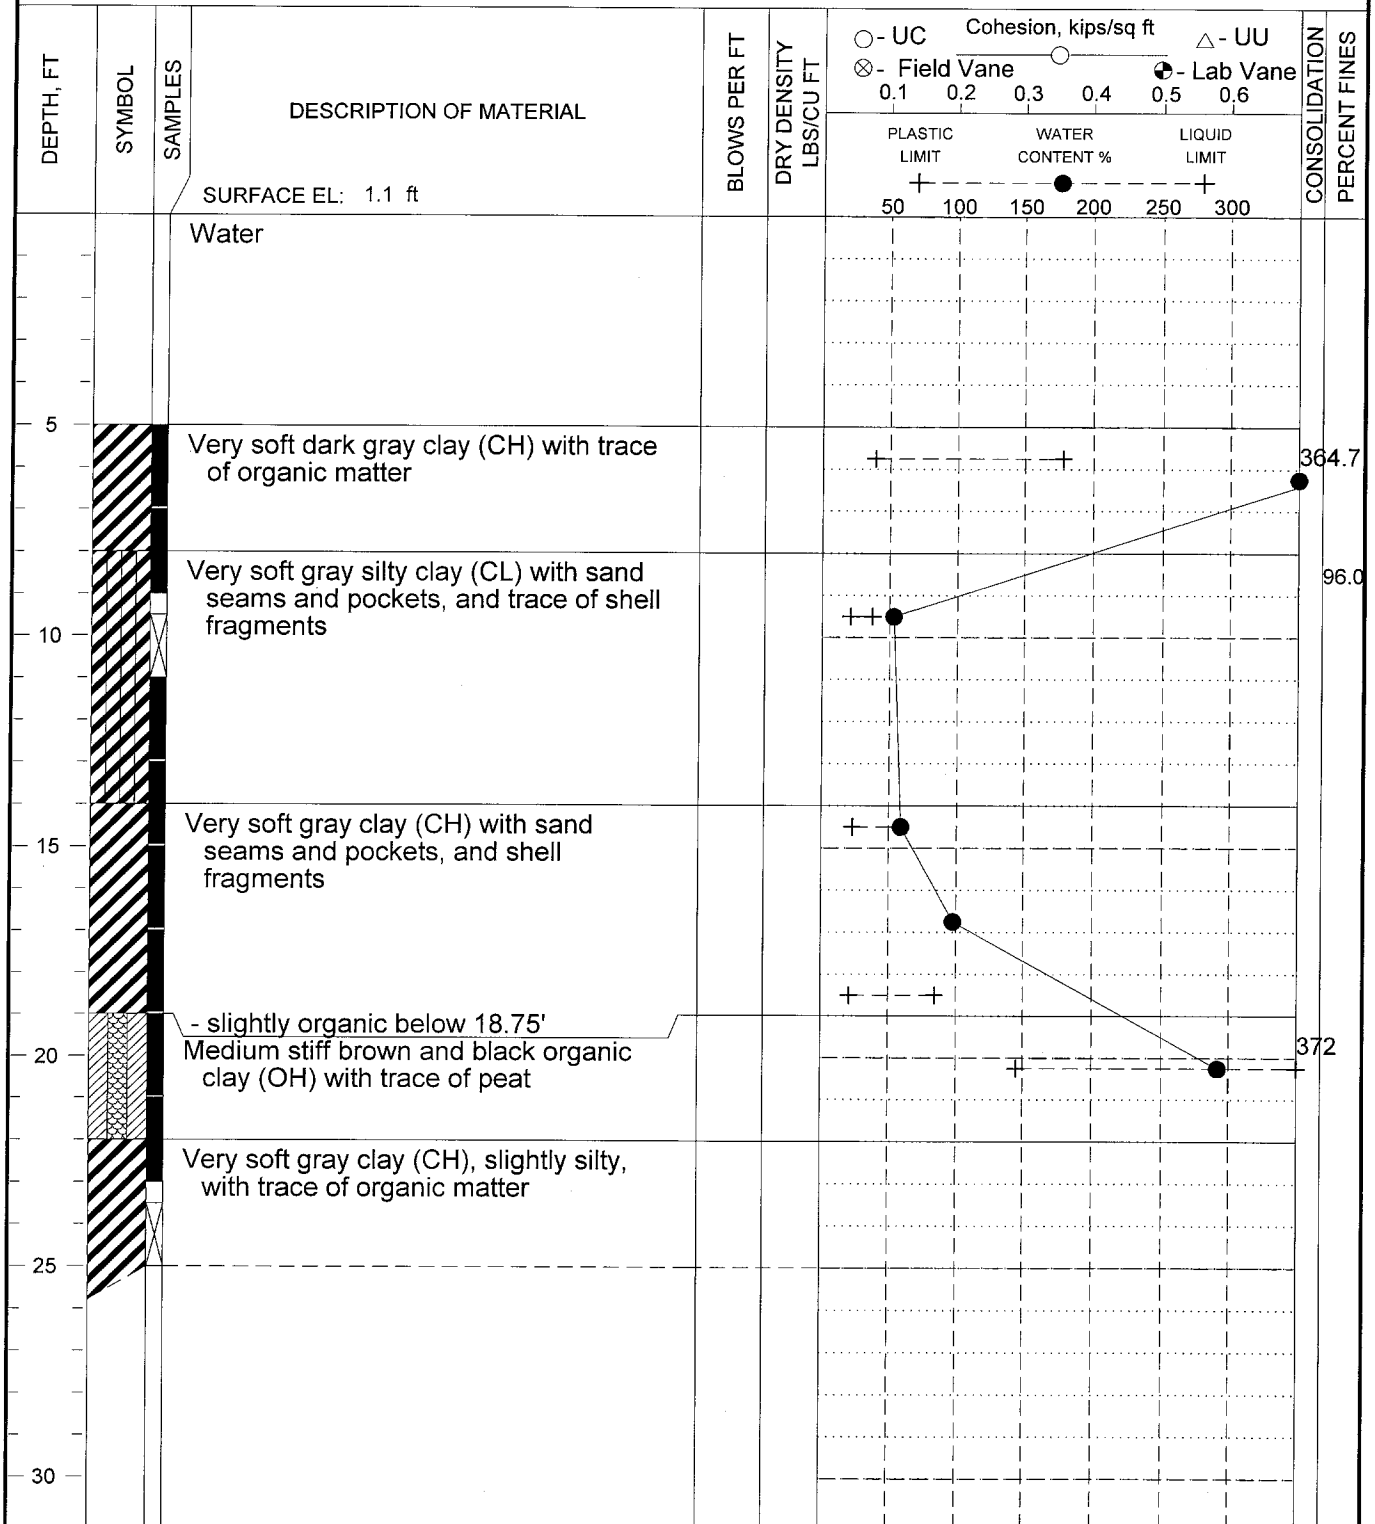 DEPTH, FT
SYMBOL
SAMPLES
DESCRIPTION OF MATERIAL
SURFACE EL: 1.1 ft
BLOWS PER FT
DRY DENSITY
LBS/CU FT
Cohesion, kips/sq ft
- UC
- UU
- Field Vane
- Lab Vane
0.1 0.2 0.3 0.4 0.5 0.6
PLASTIC LIMIT
WATER CONTENT %
LIQUID LIMIT
50 100 150 200 250 300
CONSOLIDATION
PERCENT FINES
Water
5
Very soft dark gray clay (CH) with trace
of organic matter
364.7
Very soft gray silty clay (CL) with sand
seams and pockets, and trace of shell
fragments
96.0
10
Very soft gray clay (CH) with sand
seams and pockets, and shell
fragments
15
- slightly organic below 18.75'
Medium stiff brown and black organic
clay (OH) with trace of peat
372
20
Very soft gray clay (CH), slightly silty,
with trace of organic matter
25
30